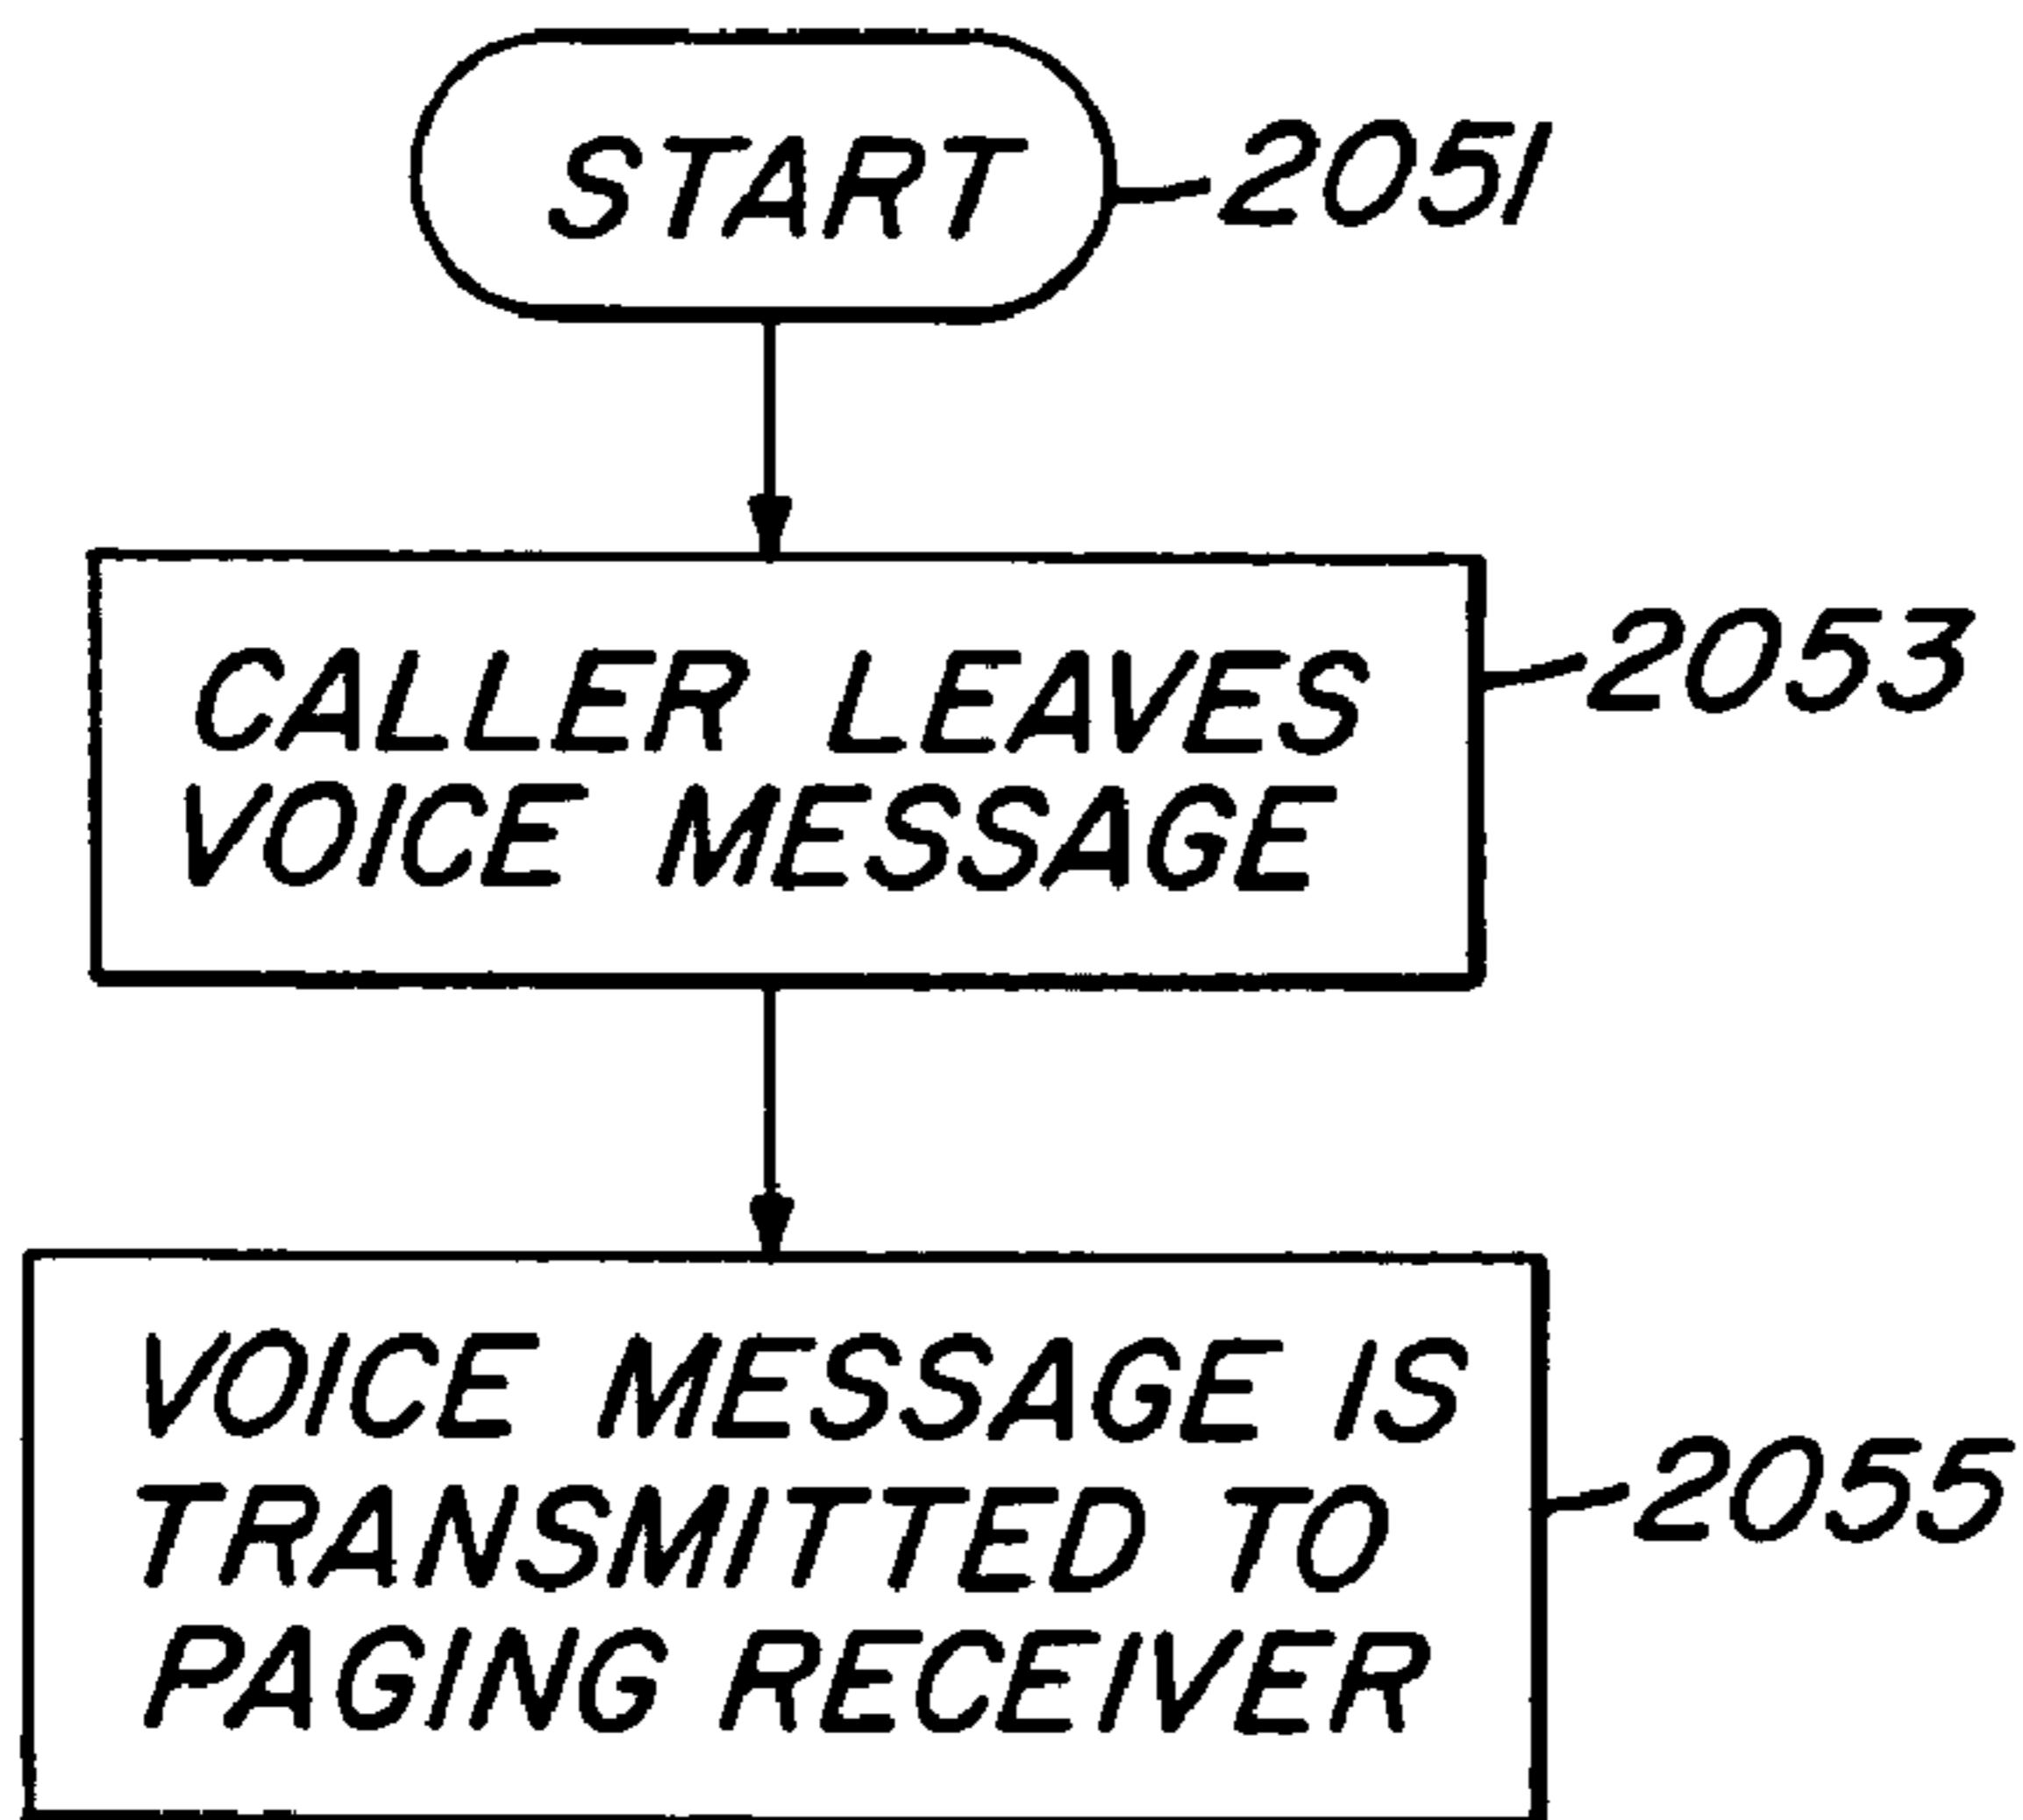 START
2051
CALLER LEAVES
VOICE MESSAGE
2053
VOICE MESSAGE IS
TRANSMITTED TO
PAGING RECEIVER
2055